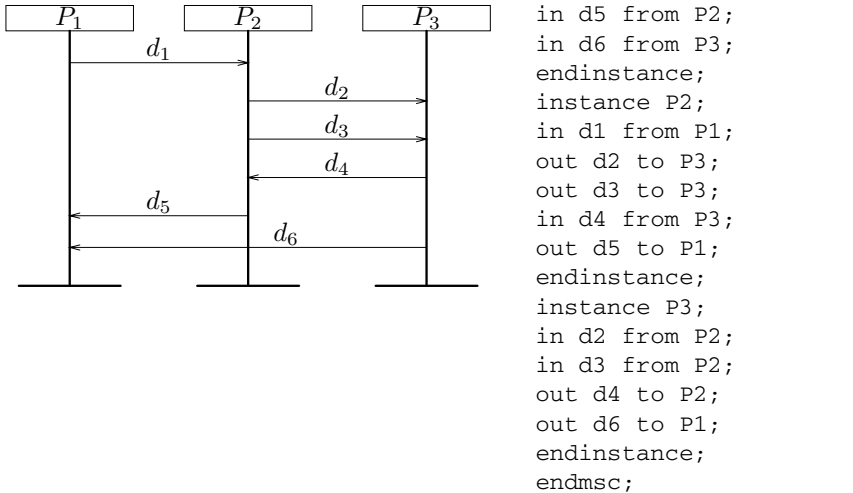 P1 P2 P3
d1
d2
d3
d4
d5
d6
in d5 from P2;
in d6 from P3;
endinstance;
instance P2;
in d1 from P1;
out d2 to P3;
out d3 to P3;
in d4 from P3;
out d5 to P1;
endinstance;
instance P3;
in d2 from P2;
in d3 from P2;
out d4 to P2;
out d6 to P1;
endinstance;
endmsc;